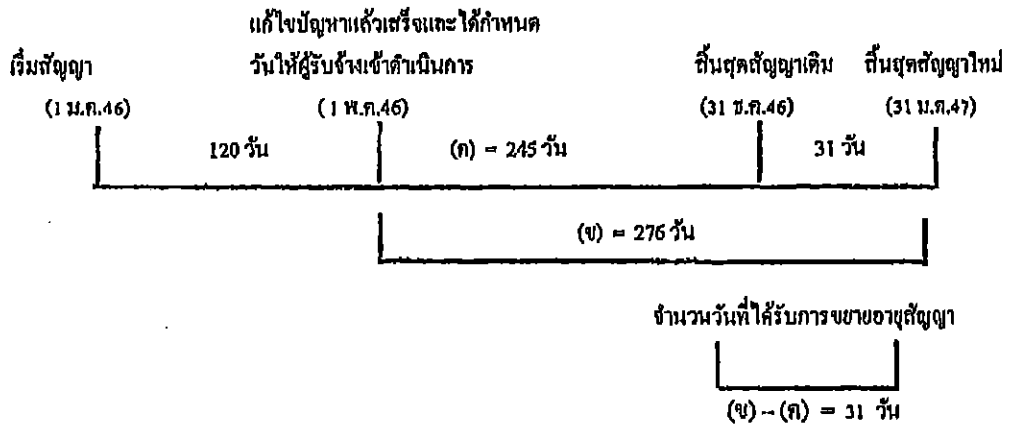 แก้ไขปัญหาแล้วเสร็จและได้กำหนด
เริ่มสัญญา วันให้ผู้รับจ้างเข้าดำเนินการ สิ้นสุดสัญญาเดิม สิ้นสุดสัญญาใหม่
(1 ม.ค.46) (1 พ.ค.46) (31 ธ.ค.46) (31 ม.ค.47)
120 วัน (ก) = 245 วัน 31 วัน
(ข) = 276 วัน
จำนวนวันที่ได้รับการขยายอายุสัญญา
(ข) - (ก) = 31 วัน